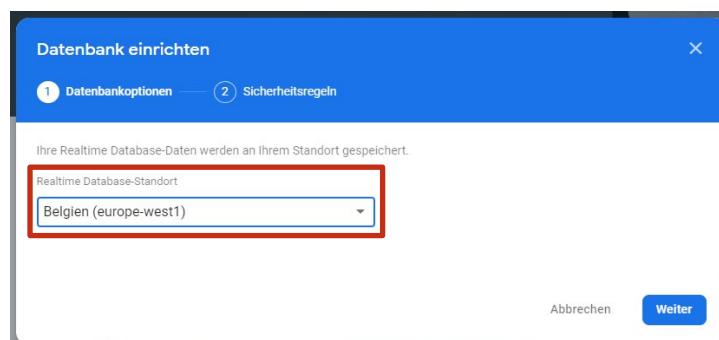 Datenbank einrichten
1 Datenbankoptionen 2 Sicherheitsregeln
Ihre Realtime Database-Daten werden an Ihrem Standort gespeichert.
Realtime Database-Standort
Belgien (europe-west1)
Abbrechen Weiter